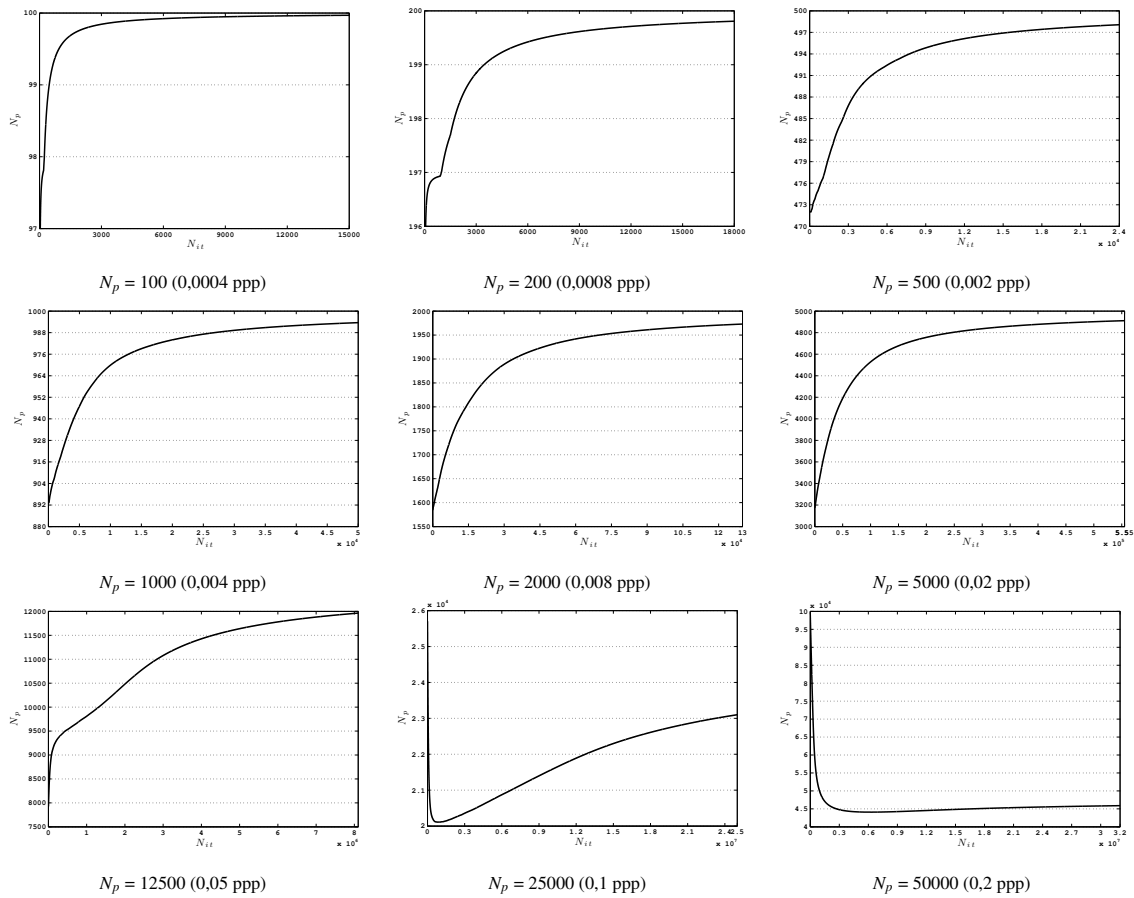 100
99
98
97
N_p
0 3000 6000 9000 12000 15000
N_it
N_p = 100 (0,0004 ppp)
200
199
198
197
196
N_p
0 3000 6000 9000 12000 15000 18000
N_it
N_p = 200 (0,0008 ppp)
500
497
494
491
488
485
482
479
476
473
470
N_p
0 0.3 0.6 0.9 1.2 1.5 1.8 2.1 2.4
N_it
x 10^4
N_p = 500 (0,002 ppp)
1000
988
976
964
952
940
928
916
904
892
880
N_p
0 0.5 1 1.5 2 2.5 3 3.5 4 4.5 5
N_it
x 10^4
N_p = 1000 (0,004 ppp)
2000
1950
1900
1850
1800
1750
1700
1650
1600
1550
N_p
0 1.5 3 4.5 6 7.5 9 10.5 12 13
N_it
x 10^4
N_p = 2000 (0,008 ppp)
5000
4800
4600
4400
4200
4000
3800
3600
3400
3200
3000
N_p
0 0.5 1 1.5 2 2.5 3 3.5 4 4.5 5 5.55
N_it
x 10^5
N_p = 5000 (0,02 ppp)
12000
11500
11000
10500
10000
9500
9000
8500
8000
7500
N_p
0 1 2 3 4 5 6 7 8
N_it
x 10^6
N_p = 12500 (0,05 ppp)
x 10^4
2.6
2.5
2.4
2.3
2.2
2.1
2
N_p
0 0.3 0.6 0.9 1.2 1.5 1.8 2.1 2.4 2.5
N_it
x 10^7
N_p = 25000 (0,1 ppp)
x 10^4
10
9.5
9
8.5
8
7.5
7
6.5
6
5.5
5
4.5
4
N_p
0 0.3 0.6 0.9 1.2 1.5 1.8 2.1 2.4 2.7 3 3.2
N_it
x 10^7
N_p = 50000 (0,2 ppp)